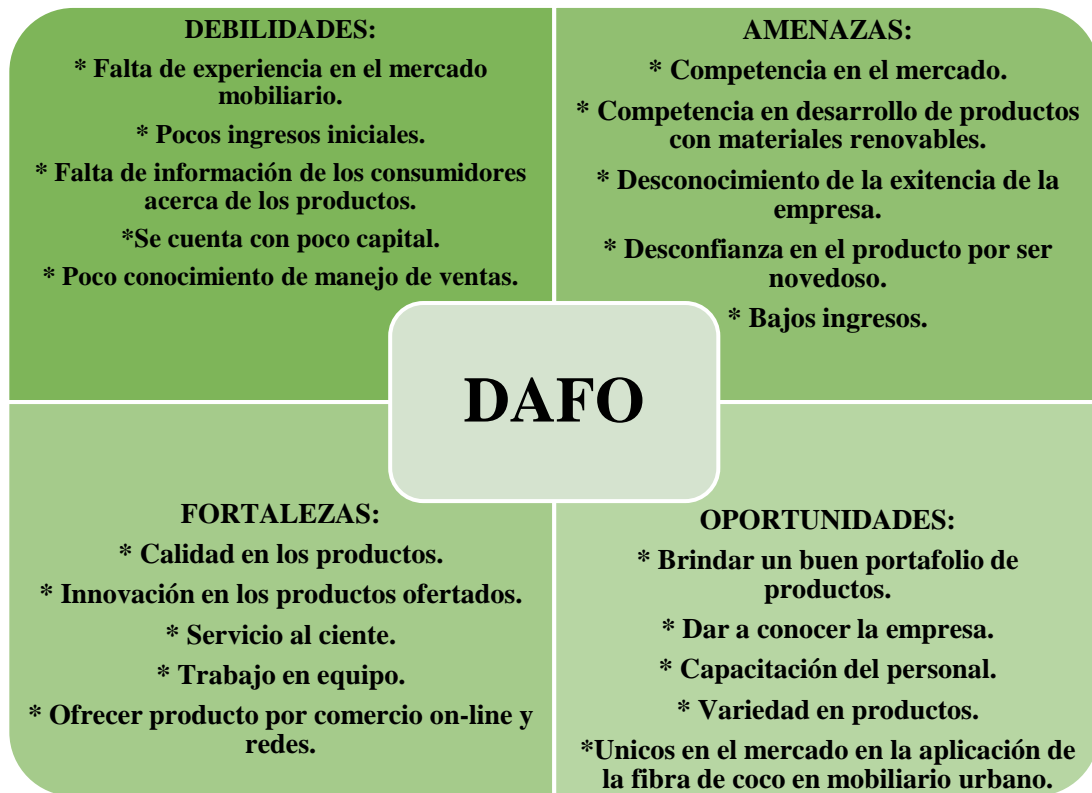 DEBILIDADES:
* Falta de experiencia en el mercado
mobiliario.
* Pocos ingresos iniciales.
* Falta de información de los consumidores
acerca de los productos.
*Se cuenta con poco capital.
* Poco conocimiento de manejo de ventas.
AMENAZAS:
* Competencia en el mercado.
* Competencia en desarrollo de productos
con materiales renovables.
* Desconocimiento de la exitencia de la
empresa.
* Desconfianza en el producto por ser
novedoso.
* Bajos ingresos.
DAFO
FORTALEZAS:
* Calidad en los productos.
* Innovación en los productos ofertados.
* Servicio al ciente.
* Trabajo en equipo.
* Ofrecer producto por comercio on-line y
redes.
OPORTUNIDADES:
* Brindar un buen portafolio de
productos.
* Dar a conocer la empresa.
* Capacitación del personal.
* Variedad en productos.
*Unicos en el mercado en la aplicación de
la fibra de coco en mobiliario urbano.